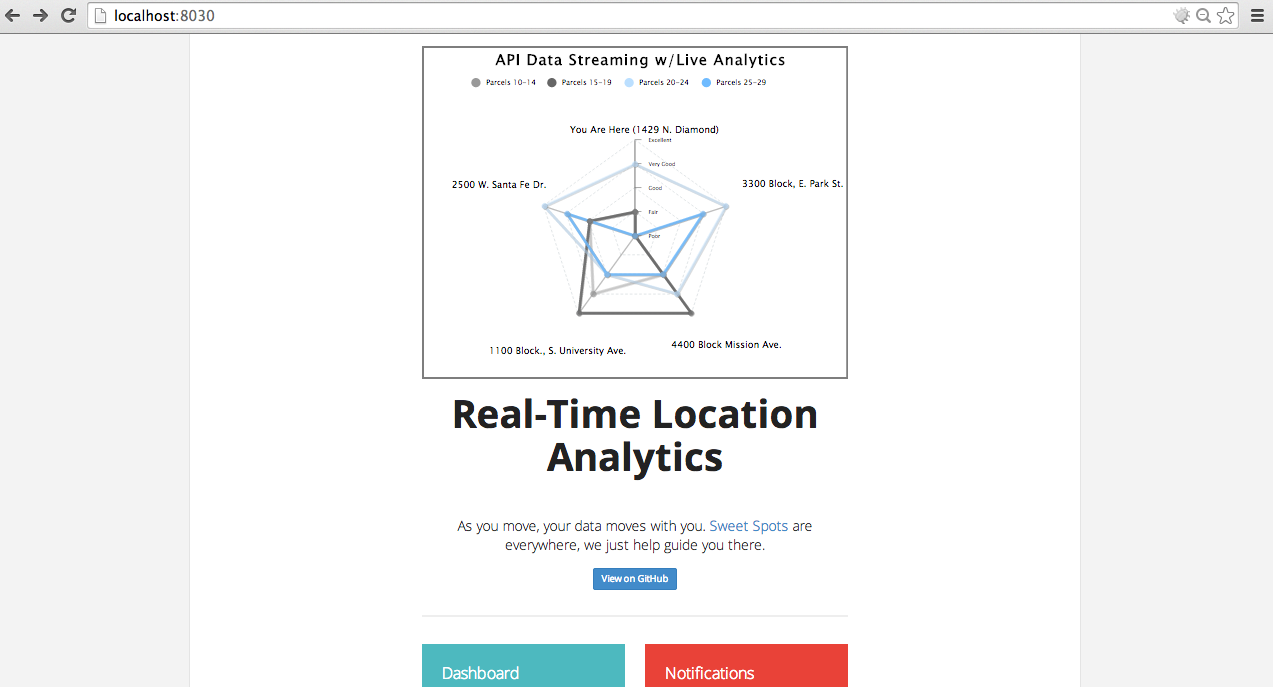 localhost:8030
API Data Streaming w/Live Analytics
Parcels 10-14 Parcels 15-19 Parcels 20-24 Parcels 25-29
You Are Here (1429 N. Diamond)
Excellent
Very Good
2500 W. Santa Fe Dr.
3300 Block, E. Park St.
Good
Fair
Poor
1100 Block., S. University Ave.
4400 Block Mission Ave.
Real-Time Location
Analytics
As you move, your data moves with you. Sweet Spots are
everywhere, we just help guide you there.
View on GitHub
Dashboard
Notifications